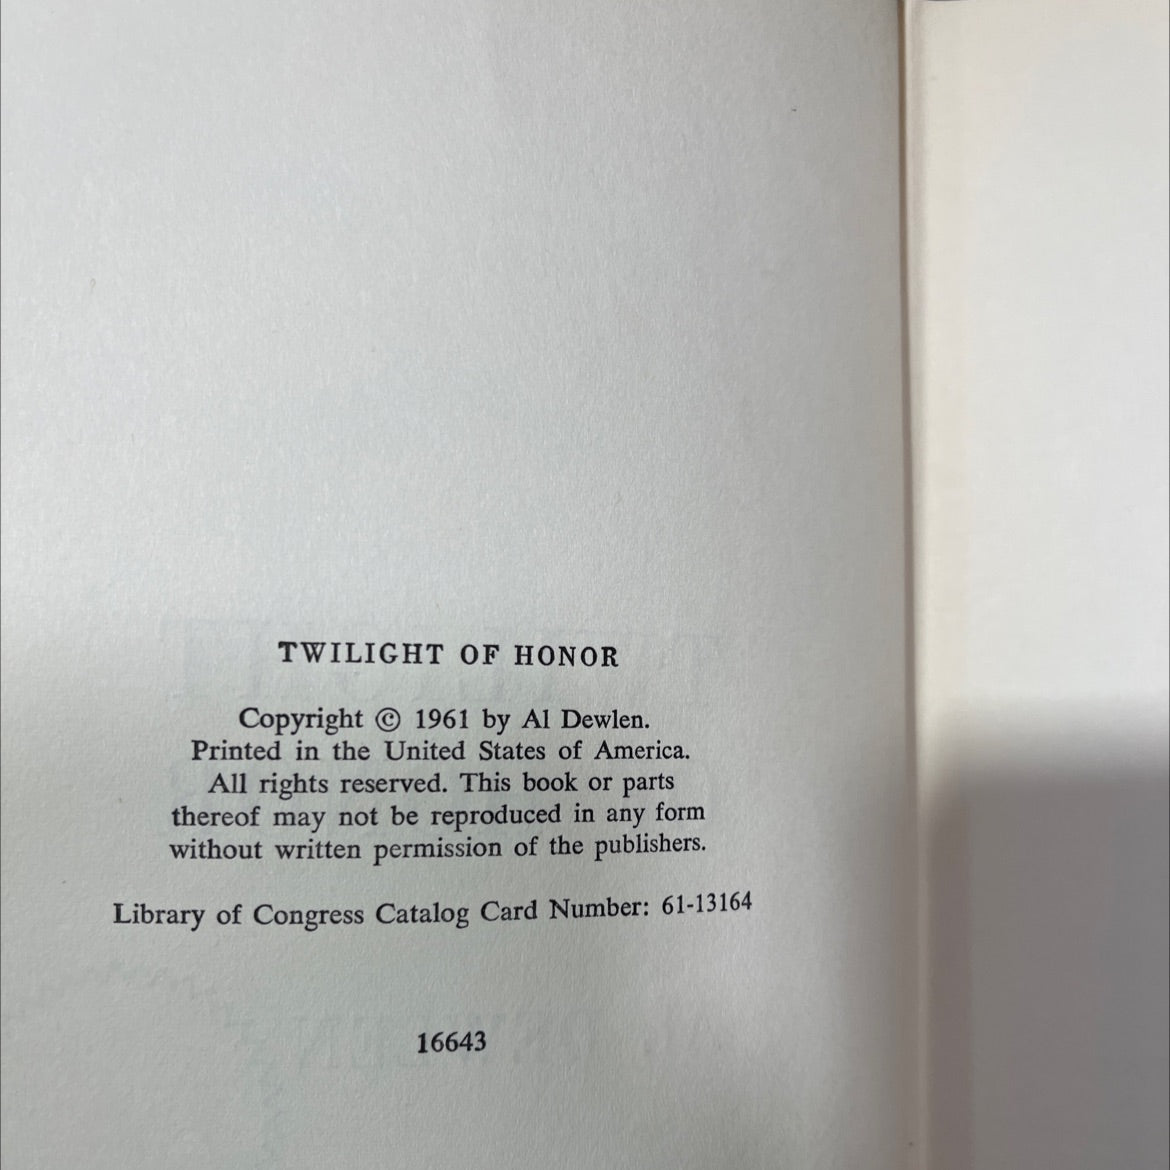 TWILIGHT OF HONOR
Copyright © 1961 by Al Dewlen.
Printed in the United States of America.
All rights reserved. This book or parts
thereof may not be reproduced in any form
without written permission of the publishers.
Library of Congress Catalog Card Number: 61-13164
16643